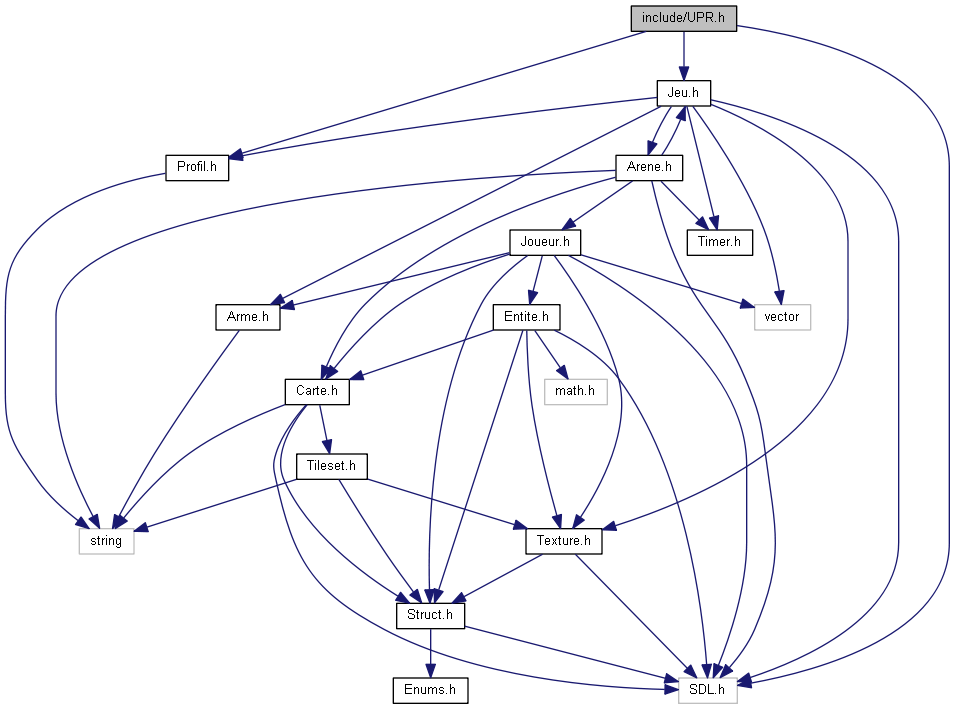 include/UPR.h
Jeu.h
Profil.h
Arene.h
Joueur.h
Timer.h
Arme.h
Entite.h
vector
Carte.h
math.h
Tileset.h
string
Texture.h
Struct.h
Enums.h
SDL.h